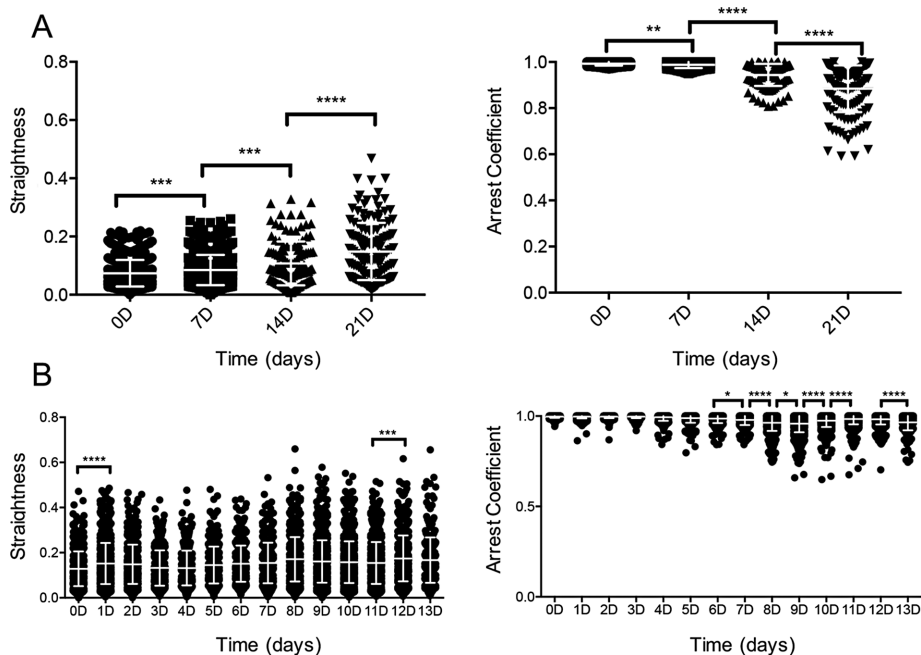 A
Straightness
0.8
0.6
0.4
0.2
0.0
***
***
****
0D
7D
14D
21D
Time (days)
Arrest Coefficient
1.0
0.8
0.6
0.4
0.2
0.0
**
****
****
0D
7D
14D
21D
Time (days)
B
Straightness
0.8
0.6
0.4
0.2
0.0
****
***
0D 1D 2D 3D 4D 5D 6D 7D 8D 9D 10D 11D 12D 13D
Time (days)
Arrest Coefficient
1.0
0.5
0.0
* **** * **** **** ****
0D 1D 2D 3D 4D 5D 6D 7D 8D 9D 10D 11D 12D 13D
Time (days)